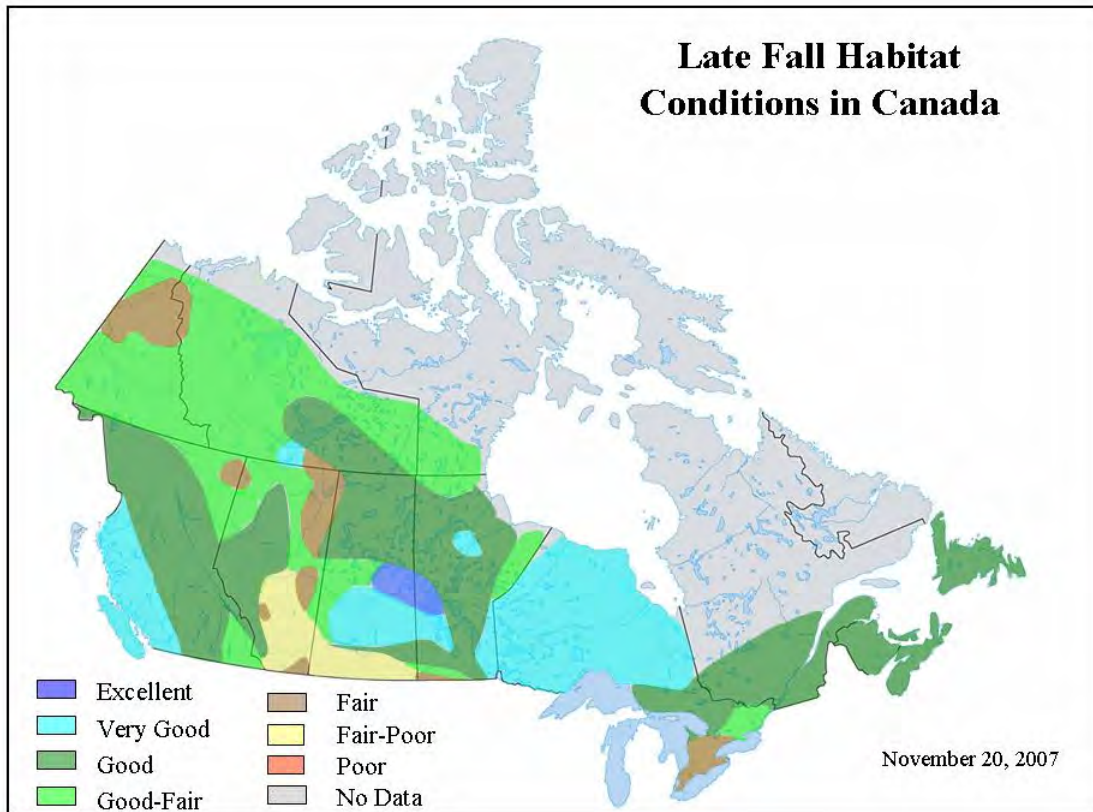 Late Fall Habitat
Conditions in Canada
Excellent
Very Good
Good
Good-Fair
Fair
Fair-Poor
Poor
No Data
November 20, 2007